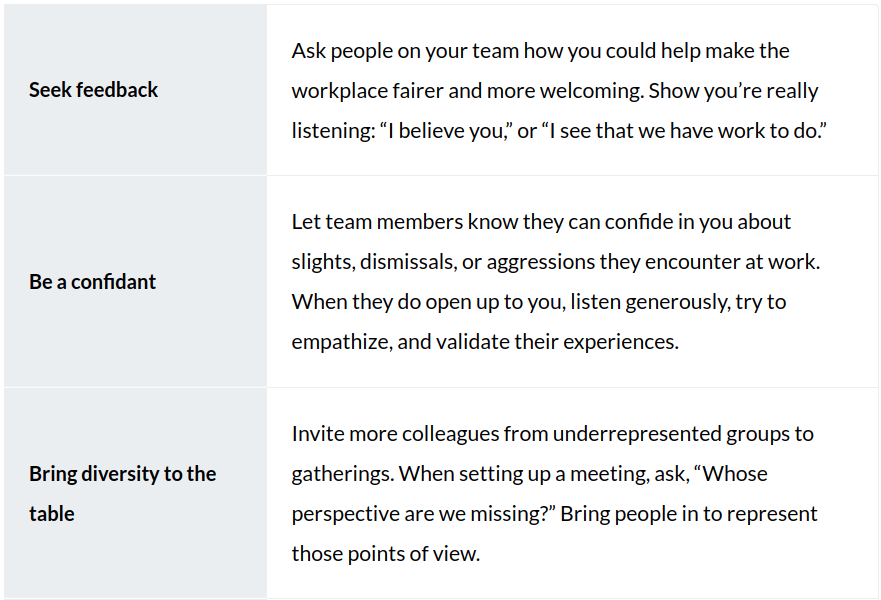 Seek feedback
Ask people on your team how you could help make the
workplace fairer and more welcoming. Show you’re really
listening: “I believe you,” or “I see that we have work to do.”
Be a confidant
Let team members know they can confide in you about
slights, dismissals, or aggressions they encounter at work.
When they do open up to you, listen generously, try to
empathize, and validate their experiences.
Bring diversity to the
table
Invite more colleagues from underrepresented groups to
gatherings. When setting up a meeting, ask, “Whose
perspective are we missing?” Bring people in to represent
those points of view.